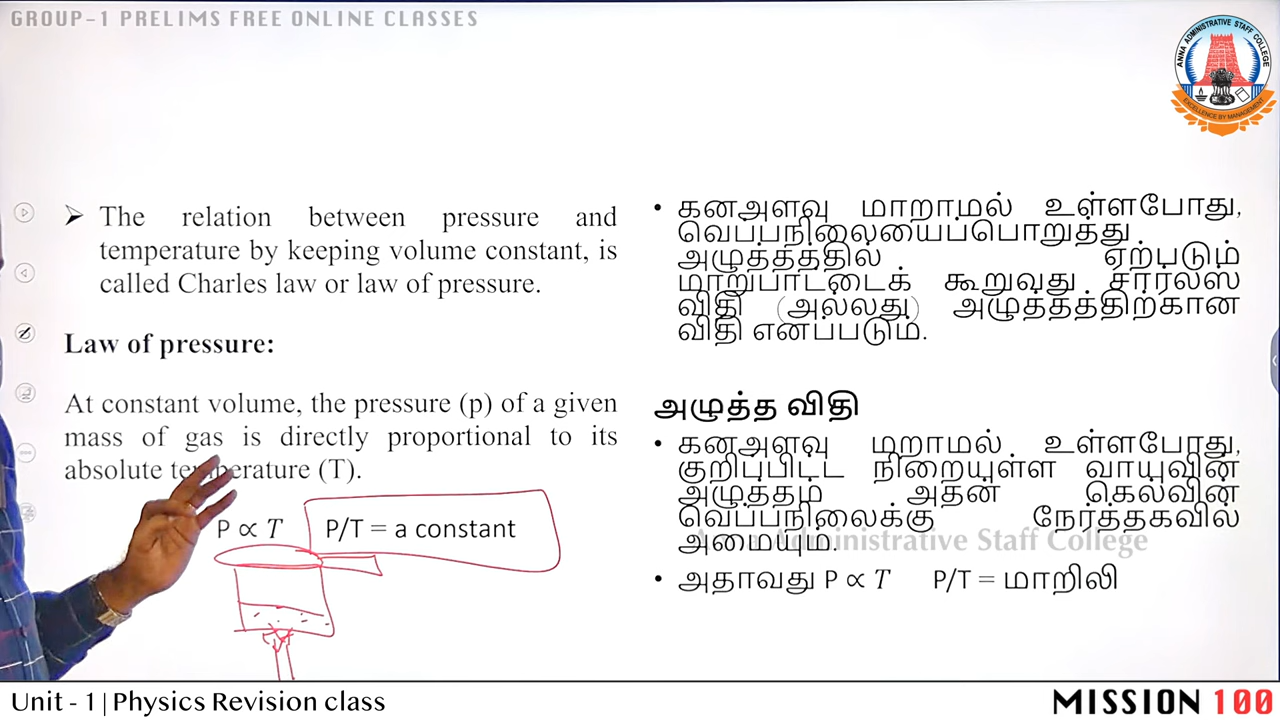 GROUP-1 PRELIMS FREE ONLINE CLASSES
ANNA ADMINISTRATIVE STAFF COLLEGE
EXCELLENCE BY MANAGEMENT
➤ The relation between pressure and
temperature by keeping volume constant, is
called Charles law or law of pressure.
Law of pressure:
At constant volume, the pressure (p) of a given
mass of gas is directly proportional to its
absolute temperature (T).
P ∝ T P/T = a constant
• கனஅளவு மாறாமல் உள்ளபோது,
வெப்பநிலையைப்பொறுத்து
அழுத்தத்தில் ஏற்படும்
மாறுபாட்டைக் கூறுவது சார்லஸ்
விதி (அல்லது) அழுத்தத்திற்கான
விதி எனப்படும்.
அழுத்த விதி
• கனஅளவு மறாமல் உள்ளபோது,
குறிப்பிட்ட நிறையுள்ள வாயுவின்
அழுத்தம் அதன் கெல்வின்
வெப்பநிலைக்கு நேர்த்தகவில்
அமையும்.
Anna Administrative Staff College
• அதாவது P ∝ T P/T = மாறிலி
Unit - 1 | Physics Revision class
MISSION 100